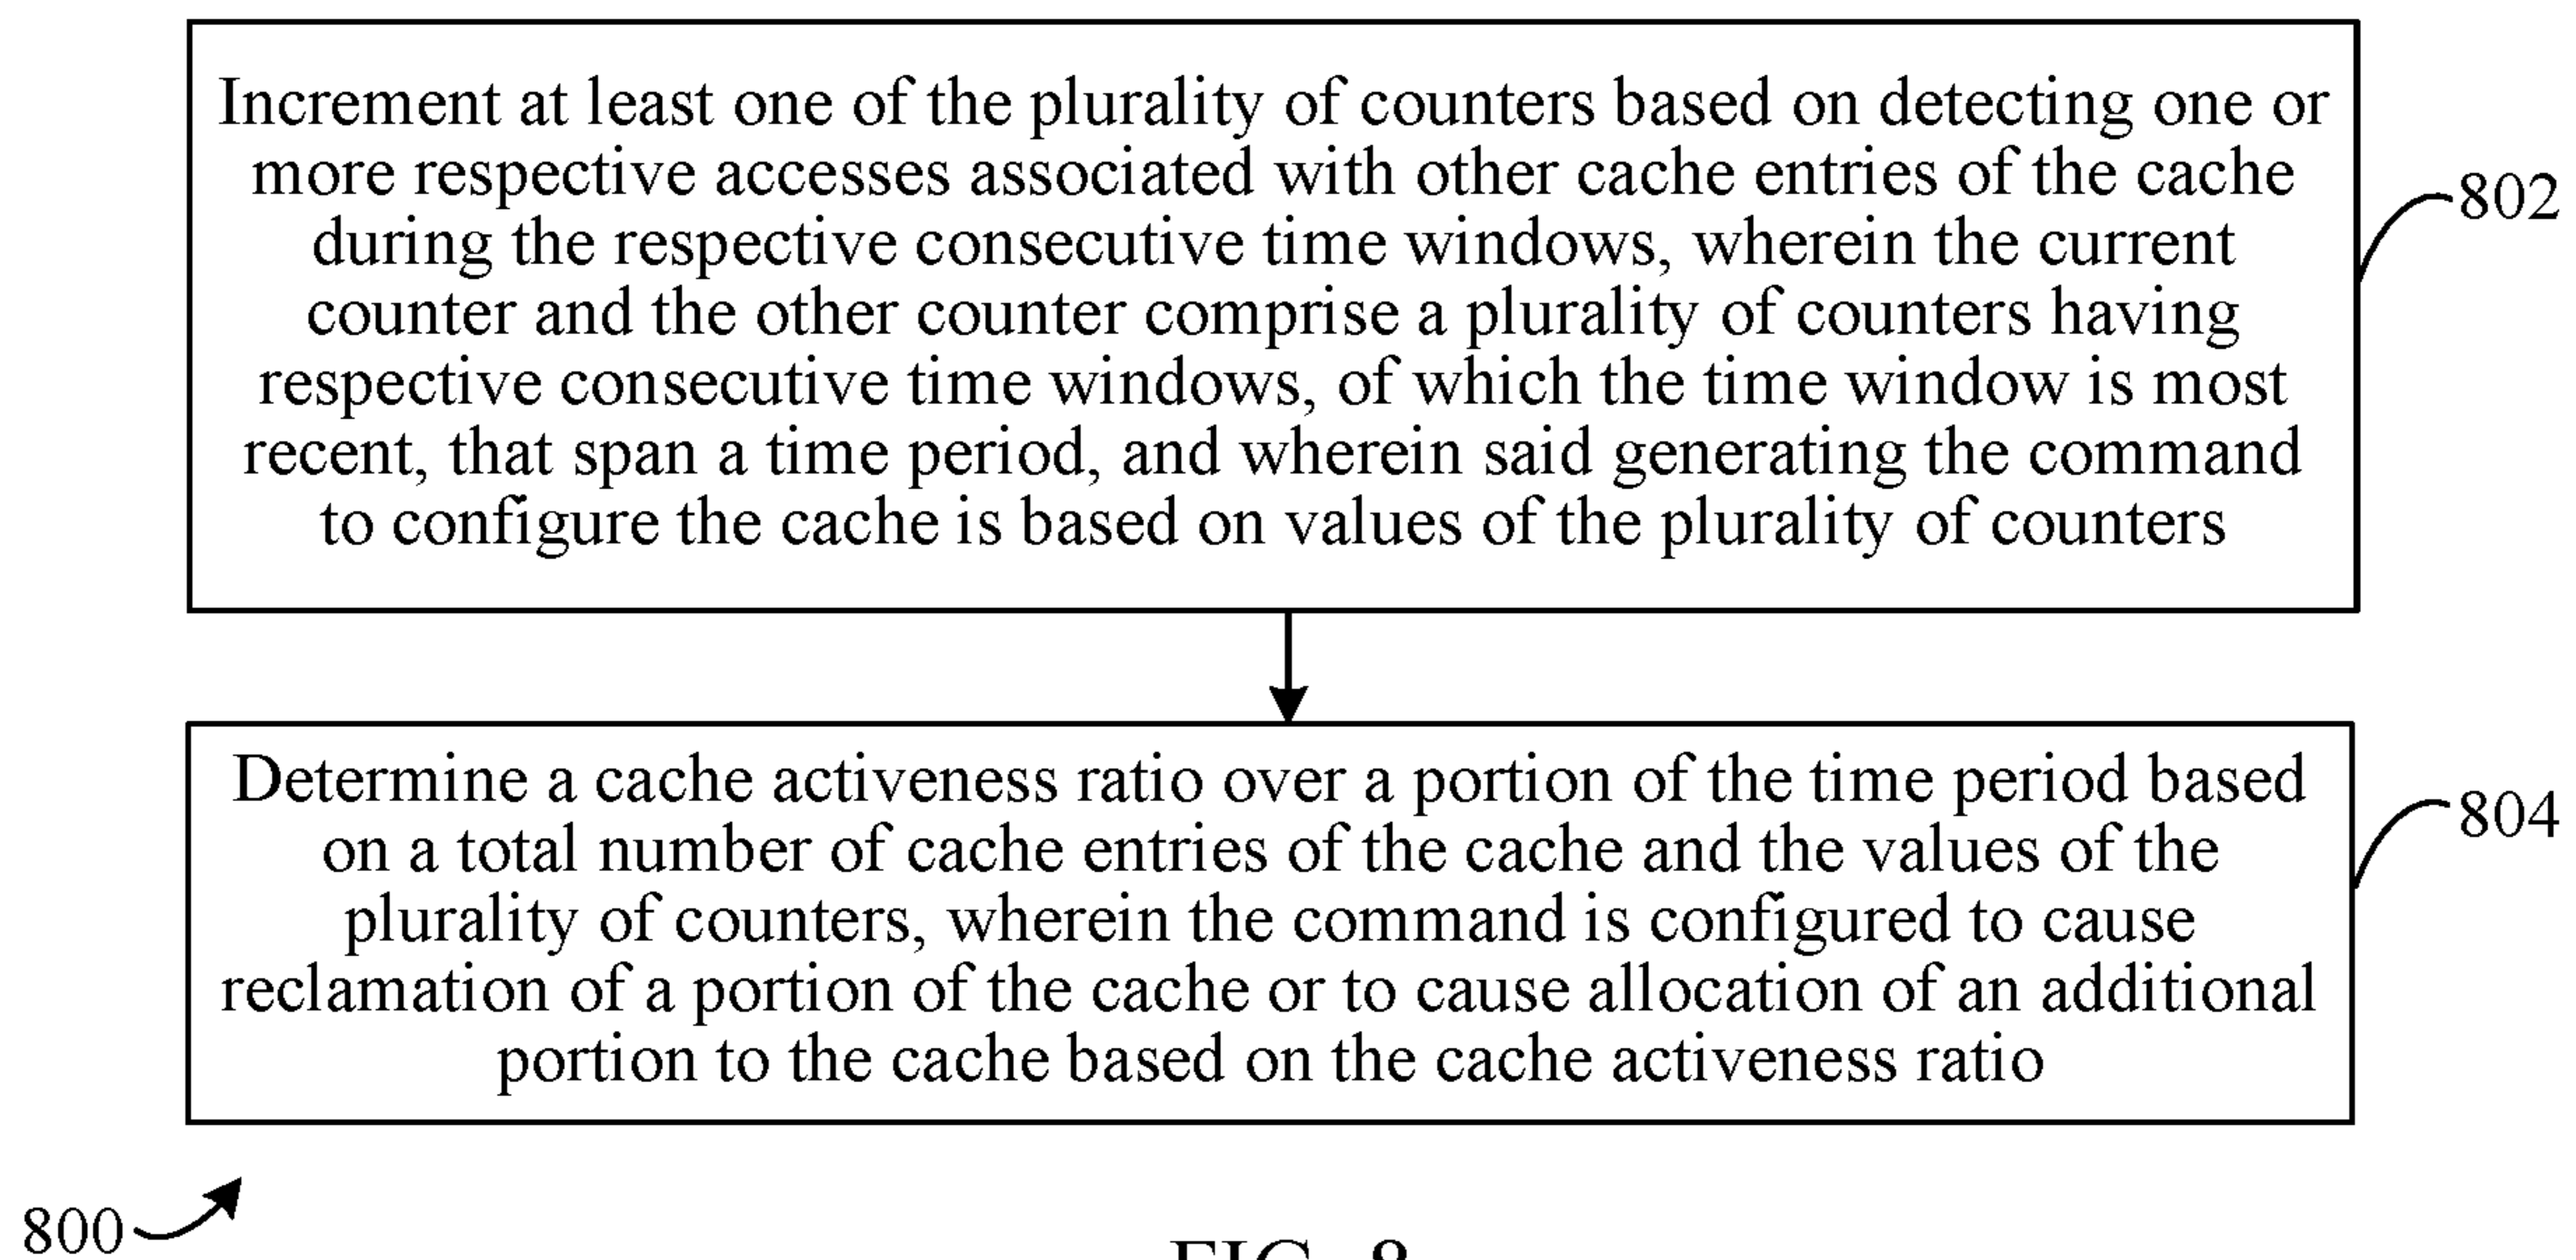 Increment at least one of the plurality of counters based on detecting one or
more respective accesses associated with other cache entries of the cache
during the respective consecutive time windows, wherein the current
counter and the other counter comprise a plurality of counters having
respective consecutive time windows, of which the time window is most
recent, that span a time period, and wherein said generating the command
to configure the cache is based on values of the plurality of counters
802
Determine a cache activeness ratio over a portion of the time period based
on a total number of cache entries of the cache and the values of the
plurality of counters, wherein the command is configured to cause
reclamation of a portion of the cache or to cause allocation of an additional
portion to the cache based on the cache activeness ratio
804
800
FIG. 8